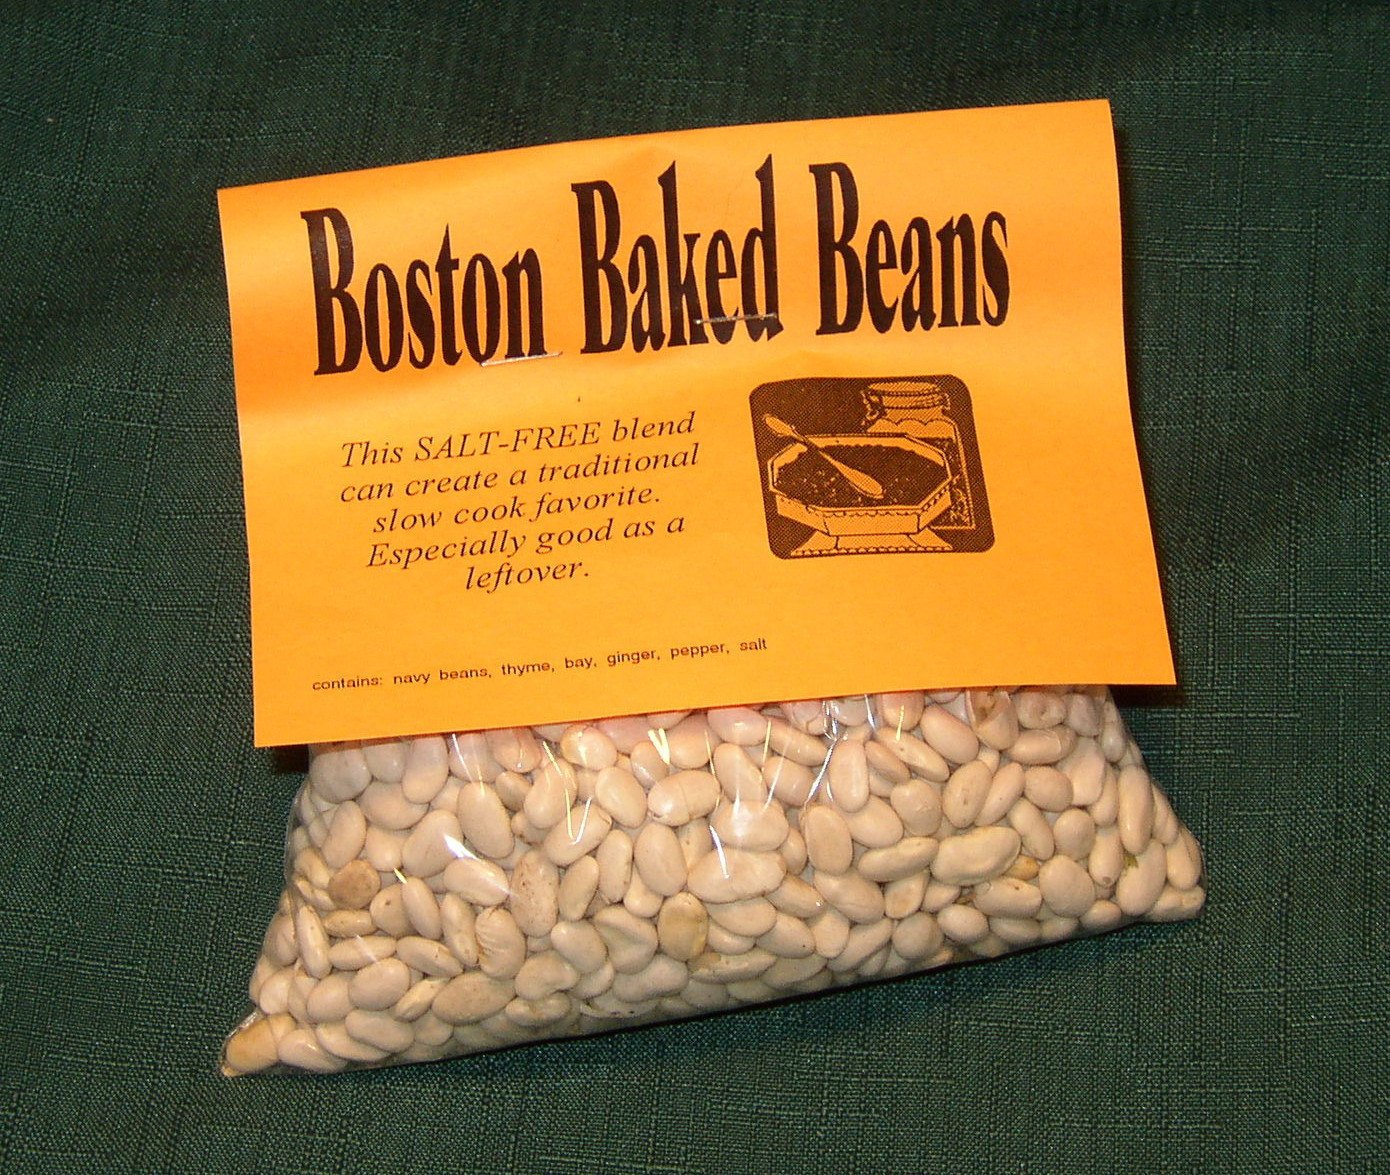 Boston Baked Beans
This SALT-FREE blend
can create a traditional
slow cook favorite.
Especially good as a
leftover.
contains: navy beans, thyme, bay, ginger, pepper, salt